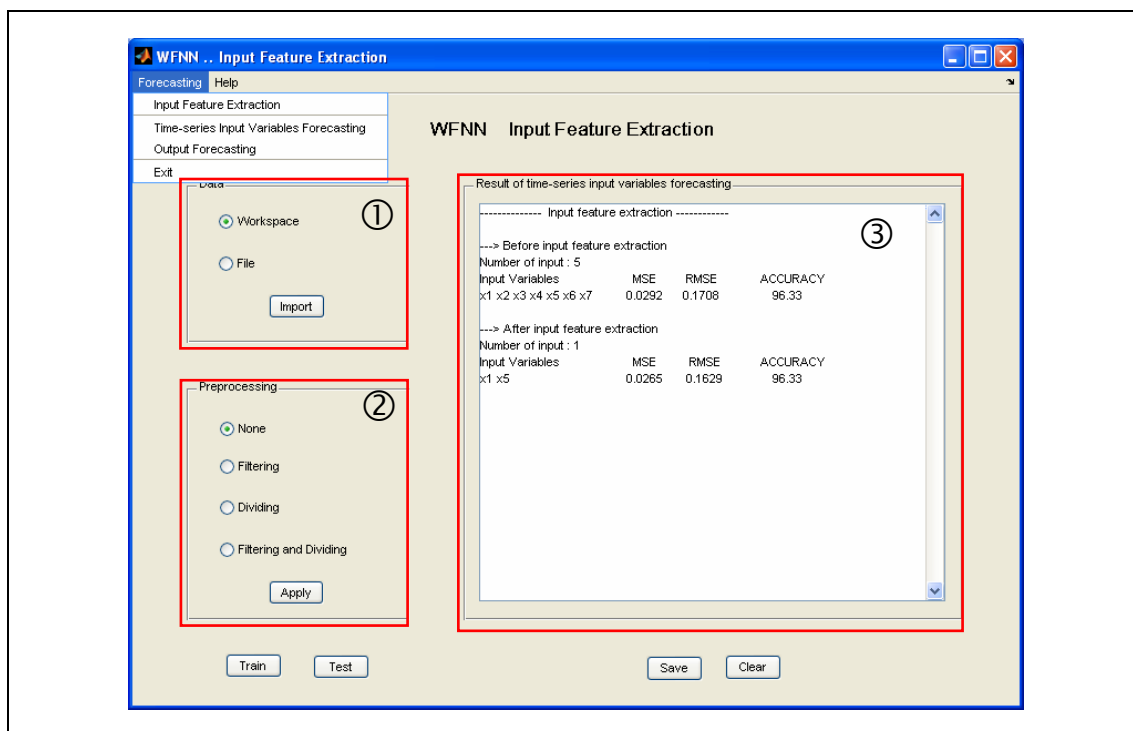 WFNN .. Input Feature Extraction
Forecasting Help
Input Feature Extraction
Time-series Input Variables Forecasting
Output Forecasting
Exit
WFNN Input Feature Extraction
Data
①
Workspace
File
Import
Preprocessing
②
None
Filtering
Dividing
Filtering and Dividing
Apply
Train Test
Result of time-series input variables forecasting
③
-------------- Input feature extraction ------------
---> Before input feature extraction
Number of input : 5
Input Variables MSE RMSE ACCURACY
x1 x2 x3 x4 x5 x6 x7 0.0292 0.1708 96.33
---> After input feature extraction
Number of input : 1
Input Variables MSE RMSE ACCURACY
x1 x5 0.0265 0.1629 96.33
Save Clear